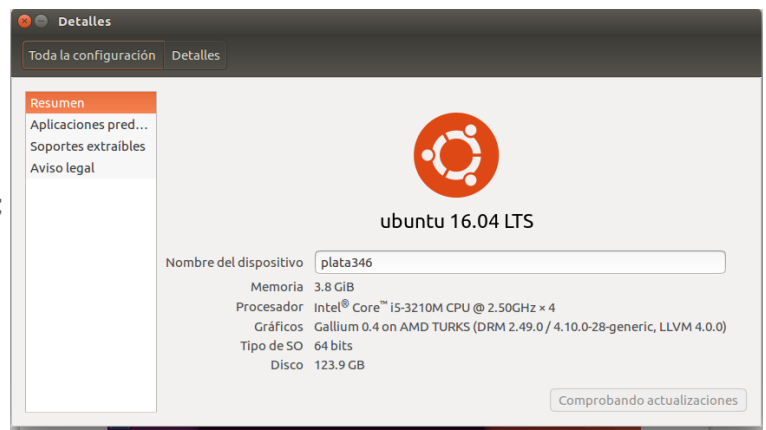 Detalles
Toda la configuración Detalles
Resumen
Aplicaciones pred...
Soportes extraíbles
Aviso legal
ubuntu 16.04 LTS
Nombre del dispositivo plata346
Memoria 3.8 GiB
Procesador Intel® Core™ i5-3210M CPU @ 2.50GHz × 4
Gráficos Gallium 0.4 on AMD TURKS (DRM 2.49.0 / 4.10.0-28-generic, LLVM 4.0.0)
Tipo de SO 64 bits
Disco 123.9 GB
Comprobando actualizaciones